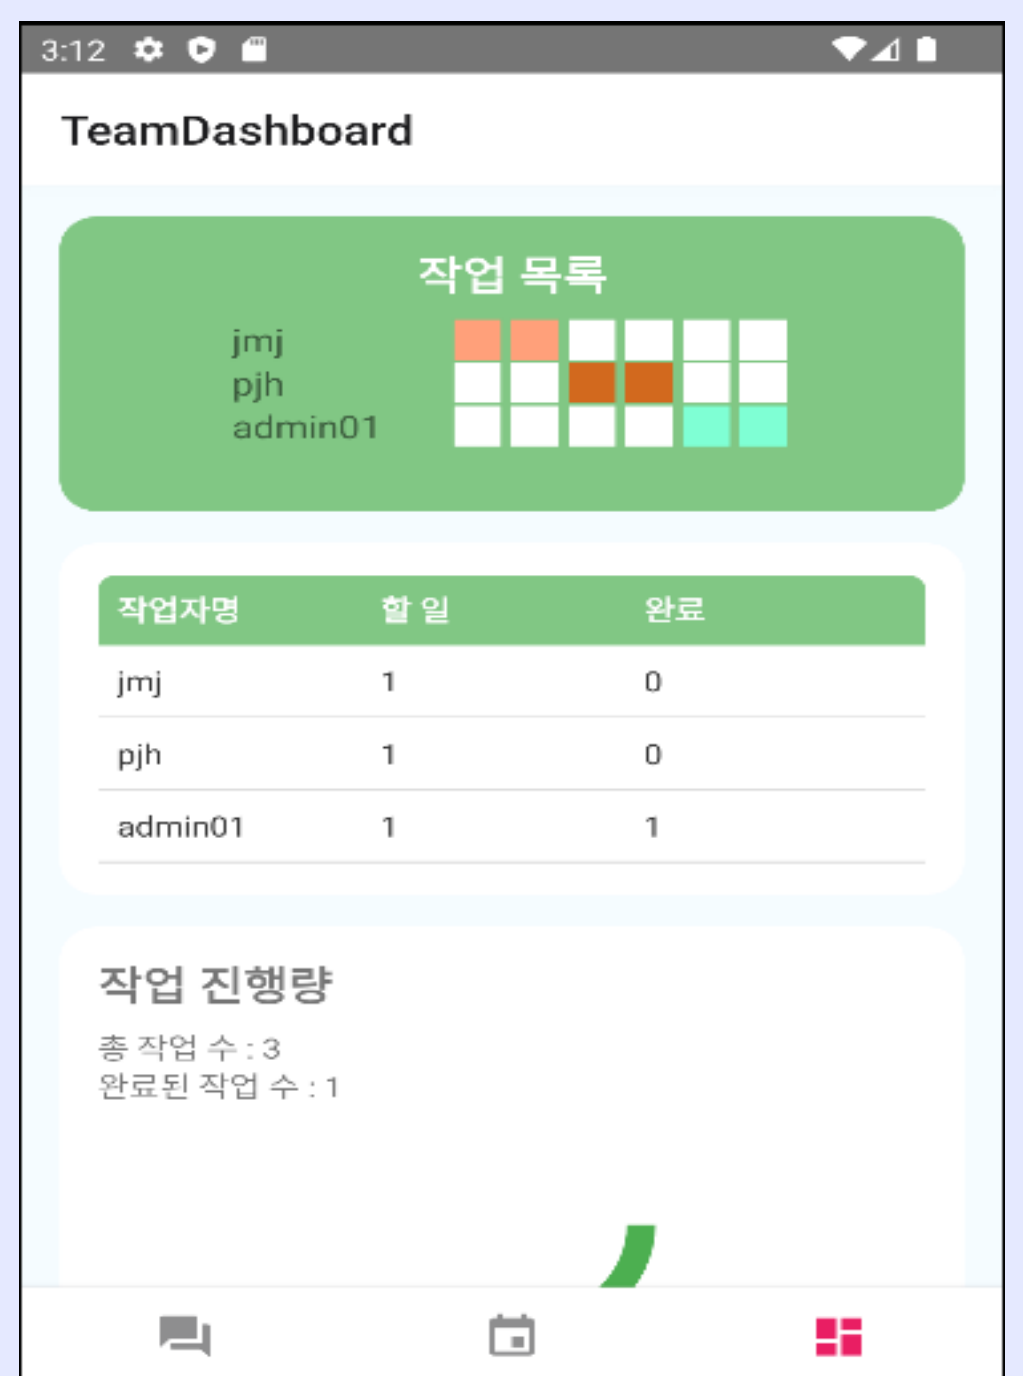 3:12
TeamDashboard
작업 목록
jmj
pjh
admin01
작업자명 할 일 완료
jmj 1 0
pjh 1 0
admin01 1 1
작업 진행량
총 작업 수 : 3
완료된 작업 수 : 1